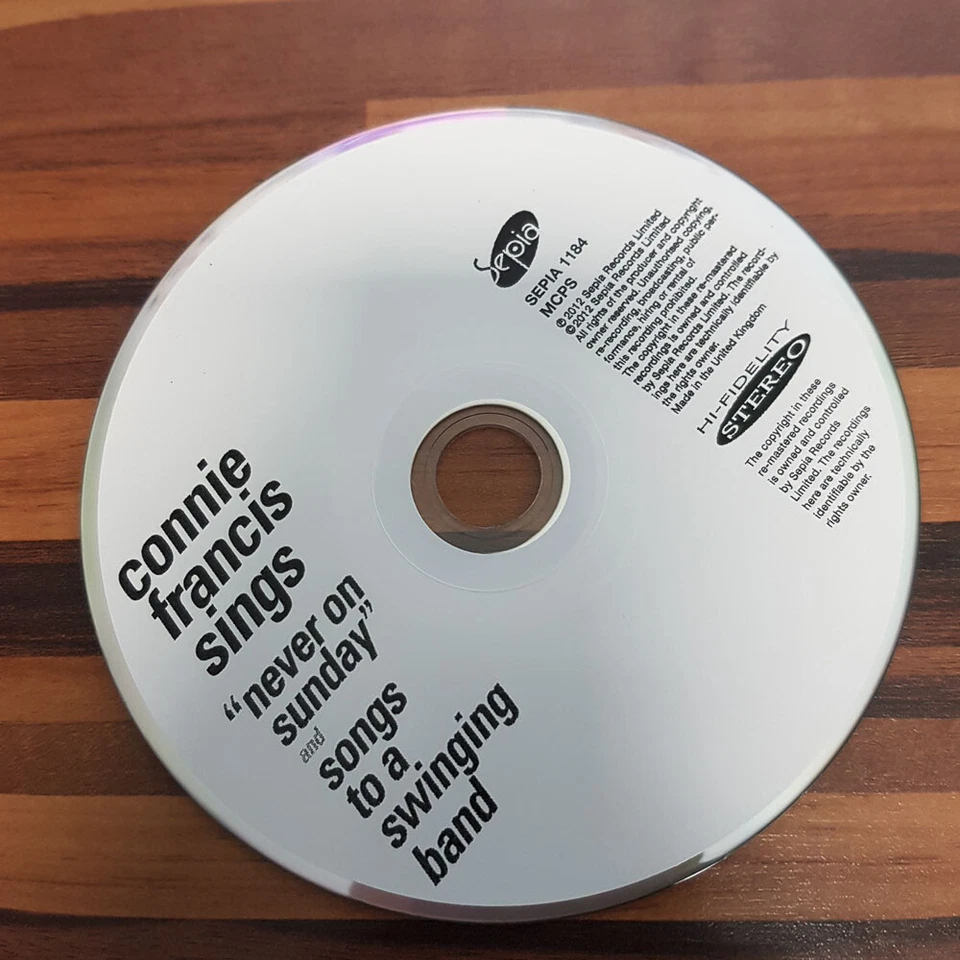 Sepia
SEPIA 1184
MCPS
℗ 2012 Sepia Records Limited
© 2012 Sepia Records Limited
All rights of the producer and copyright
owner reserved. Unauthorised copying,
re-recording, broadcasting, public per-
formance, hiring or rental of
this recording prohibited.
The copyright in these re-mastered
recordings is owned and controlled
by Sepia Records Limited. The record-
ings here are technically identifiable by
the rights owner.
Made in the United Kingdom
HI-FIDELITY
STEREO
The copyright in these
re-mastered recordings
is owned and controlled
by Sepia Records
Limited. The recordings
here are technically
identifiable by the
rights owner.
connie
francis
sings
“never on
sunday”
and
songs
to a
swinging
band